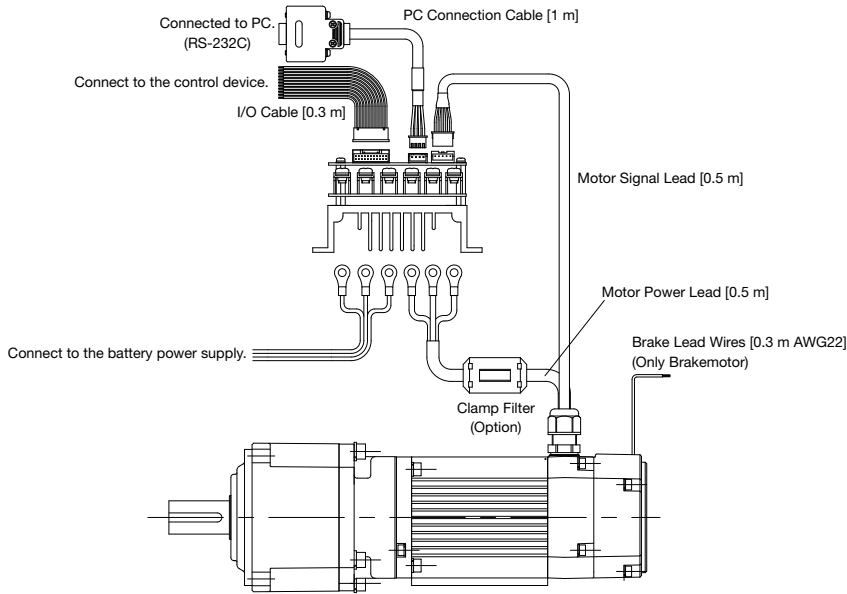 Connected to PC.
(RS-232C)
PC Connection Cable [1 m]
Connect to the control device.
I/O Cable [0.3 m]
Motor Signal Lead [0.5 m]
Motor Power Lead [0.5 m]
Brake Lead Wires [0.3 m AWG22]
(Only Brakemotor)
Connect to the battery power supply.
Clamp Filter
(Option)